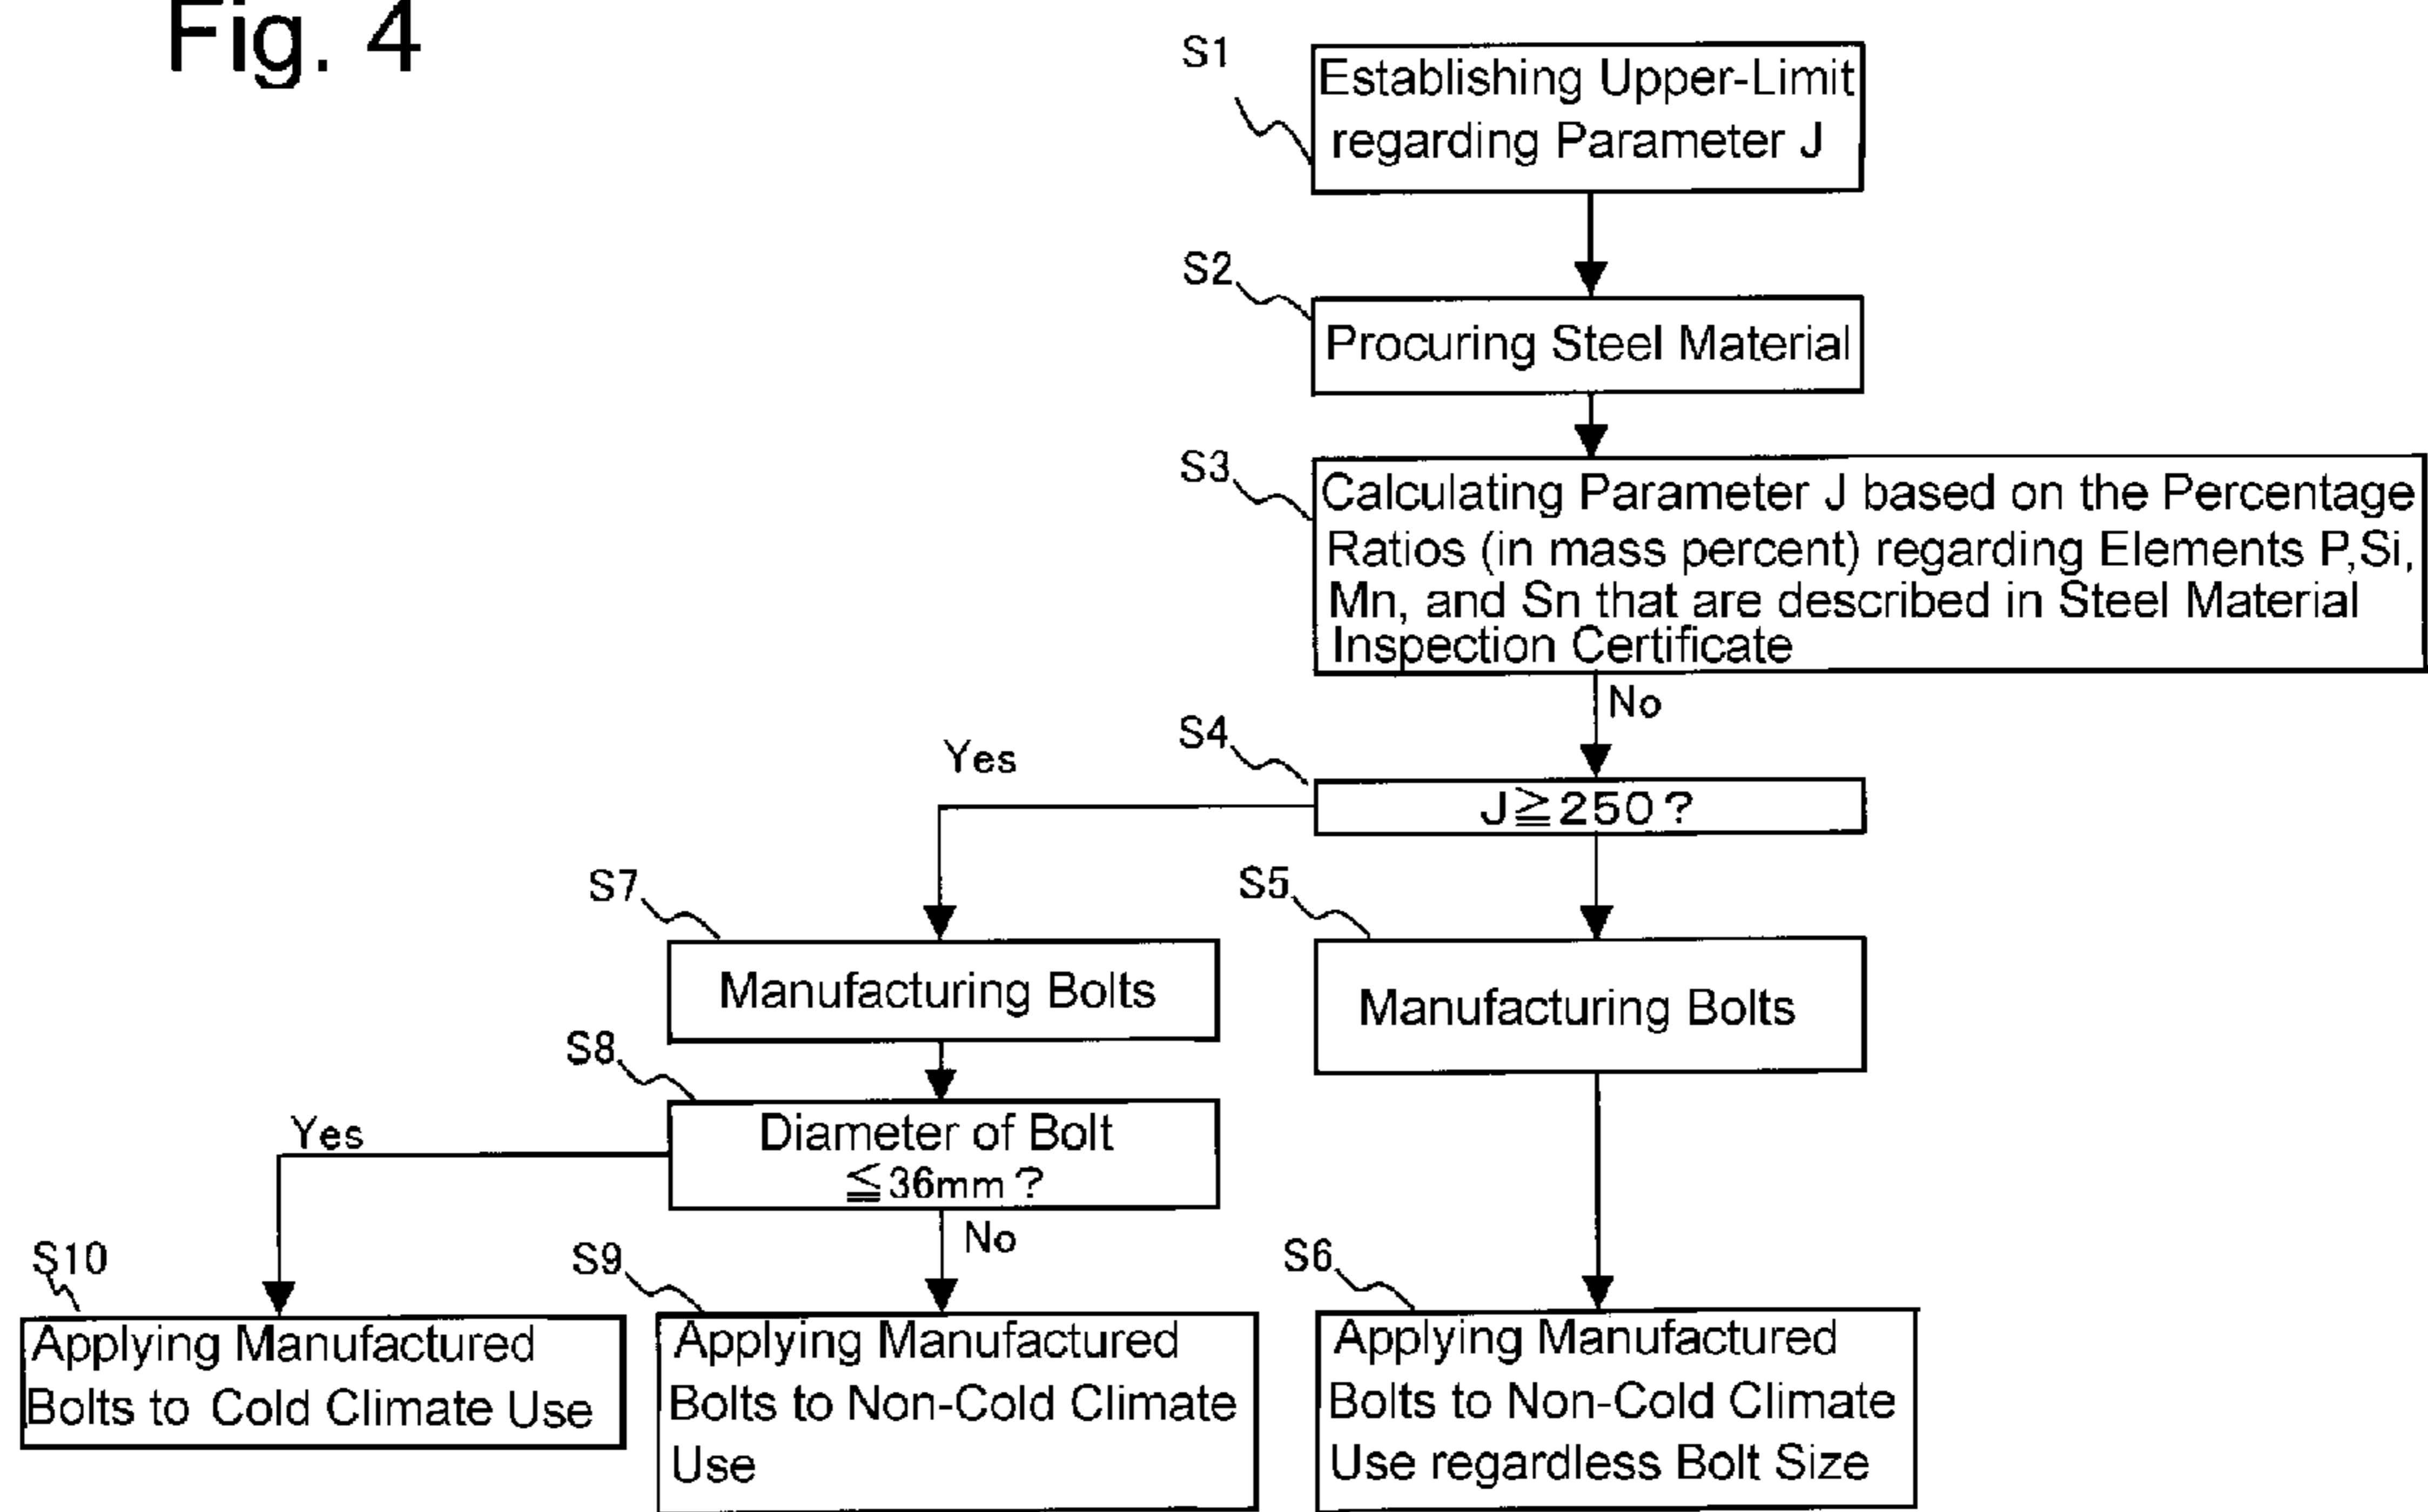 Fig. 4
S1
Establishing Upper-Limit
regarding Parameter J
S2
Procuring Steel Material
S3
Calculating Parameter J based on the Percentage
Ratios (in mass percent) regarding Elements P,Si,
Mn, and Sn that are described in Steel Material
Inspection Certificate
No
S4
Yes
J≧250?
S7
Manufacturing Bolts
S5
Manufacturing Bolts
S8
Diameter of Bolt
≦36mm?
Yes
No
S10
Applying Manufactured
Bolts to Cold Climate Use
S9
Applying Manufactured
Bolts to Non-Cold Climate
Use
S6
Applying Manufactured
Bolts to Non-Cold Climate
Use regardless Bolt Size